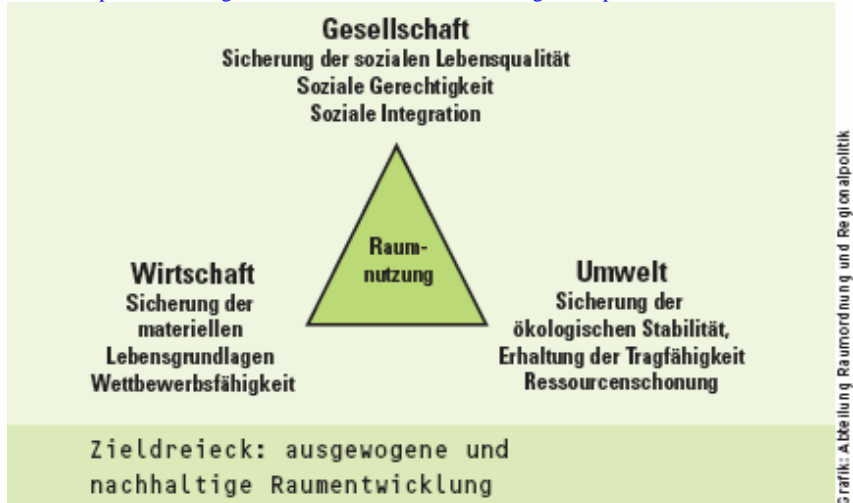 Gesellschaft
Sicherung der sozialen Lebensqualität
Soziale Gerechtigkeit
Soziale Integration
Raum-
nutzung
Wirtschaft
Sicherung der
materiellen
Lebensgrundlagen
Wettbewerbsfähigkeit
Umwelt
Sicherung der
ökologischen Stabilität,
Erhaltung der Tragfähigkeit
Ressourcenschonung
Zieldreieck: ausgewogene und
nachhaltige Raumentwicklung
Grafik: Abteilung Raumordnung und Regionalpolitik